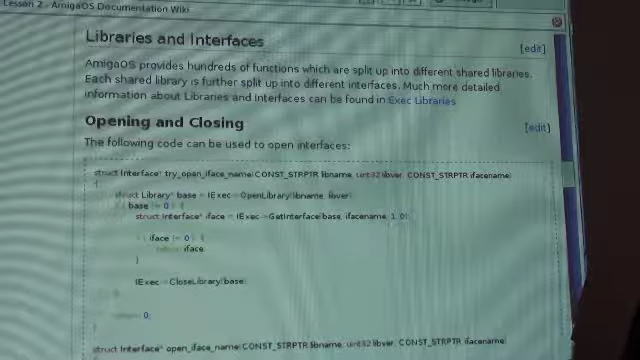 Lesson 2 - AmigaOS Documentation Wiki
Libraries and Interfaces [edit]
AmigaOS provides hundreds of functions which are split up into different shared libraries.
Each shared library is further split up into different interfaces. Much more detailed
information about Libraries and Interfaces can be found in Exec Libraries
Opening and Closing [edit]
The following code can be used to open interfaces:
struct Interface* try_open_iface_name(CONST_STRPTR libname, uint32 libver, CONST_STRPTR ifacename)
{
struct Library* base = IExec->OpenLibrary(libname, libver)
base != 0) {
struct Interface* iface = IExec->GetInterface(base, ifacename, 1, 0);
iface != 0) {
return iface;
}
IExec->CloseLibrary(base)
return 0;
}
struct Interface* open_iface_name(CONST_STRPTR libname, uint32 libver, CONST_STRPTR ifacename)